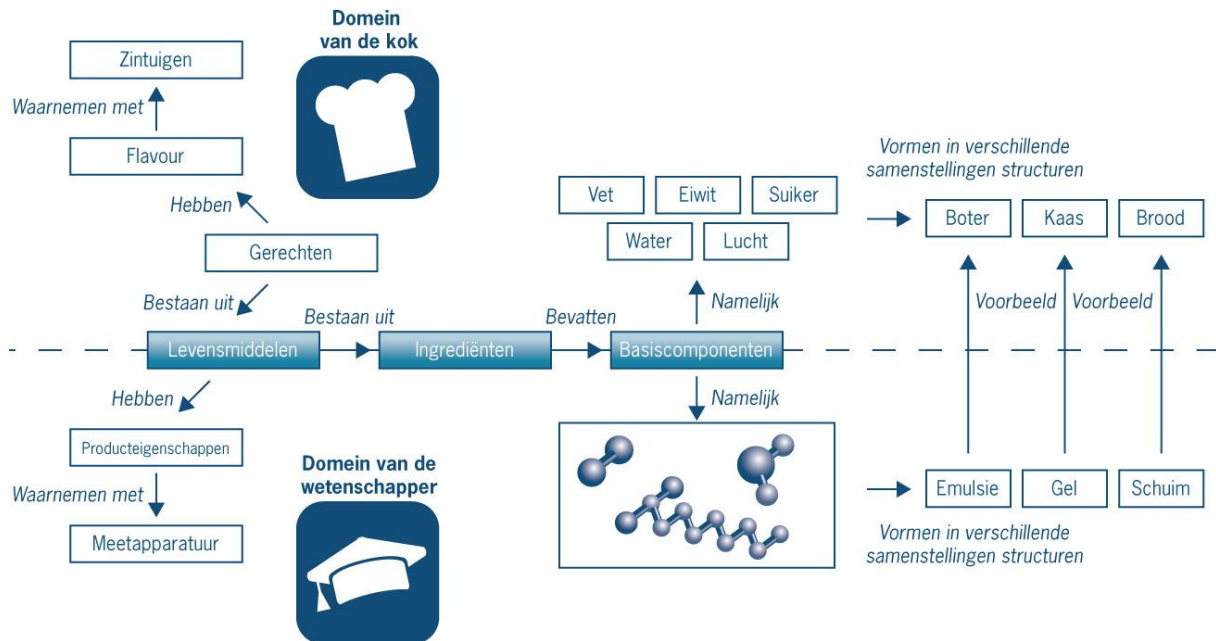 Domein
van de kok
Zintuigen
Waarnemen met
Flavour
Hebben
Gerechten
Bestaan uit
Levensmiddelen
Bestaan uit
Ingrediënten
Bevatten
Basiscomponenten
Namelijk
Vet
Eiwit
Suiker
Water
Lucht
Vormen in verschillende
samenstellingen structuren
Boter
Kaas
Brood
Voorbeeld
Voorbeeld
Hebben
Producteigenschappen
Waarnemen met
Meetapparatuur
Domein van de
wetenschapper
Namelijk
Emulsie
Gel
Schuim
Vormen in verschillende
samenstellingen structuren